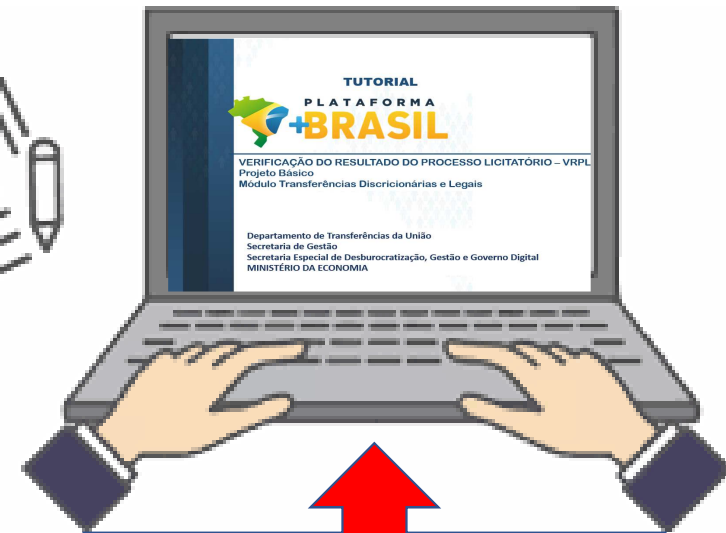 TUTORIAL
PLATAFORMA
+BRASIL
VERIFICAÇÃO DO RESULTADO DO PROCESSO LICITATÓRIO – VRPL
Projeto Básico
Módulo Transferências Discricionárias e Legais
Departamento de Transferências da União
Secretaria de Gestão
Secretaria Especial de Desburocratização, Gestão e Governo Digital
MINISTÉRIO DA ECONOMIA